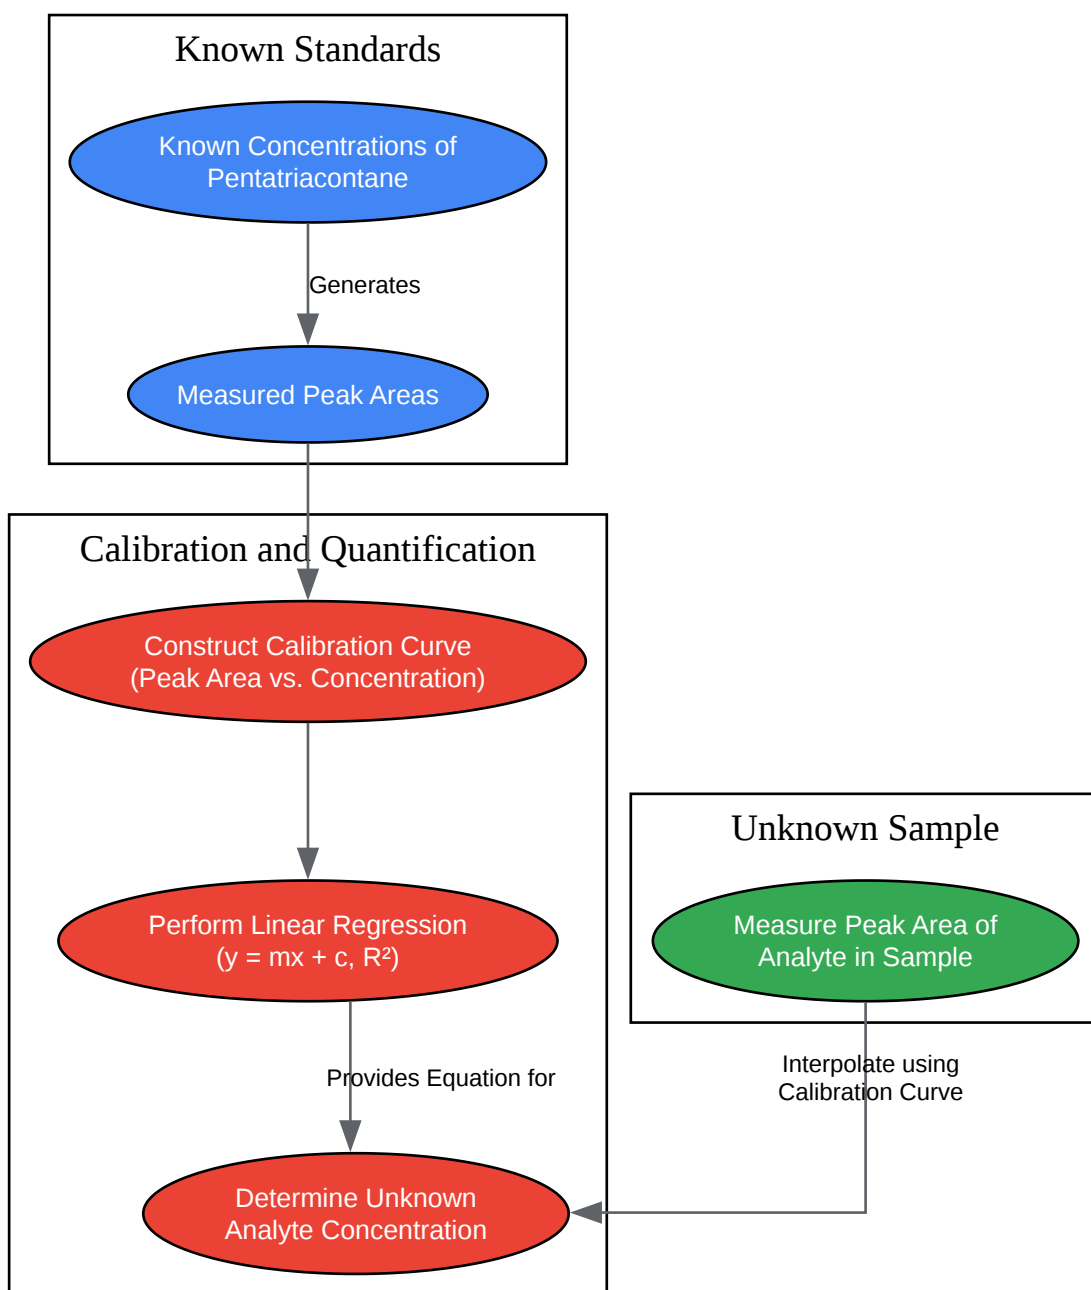 Known Standards
Known Concentrations of
Pentatriacontane
Generates
Measured Peak Areas
Calibration and Quantification
Construct Calibration Curve
(Peak Area vs. Concentration)
Perform Linear Regression
(y = mx + c, R²)
Provides Equation for
Determine Unknown
Analyte Concentration
Unknown Sample
Measure Peak Area of
Analyte in Sample
Interpolate using
Calibration Curve